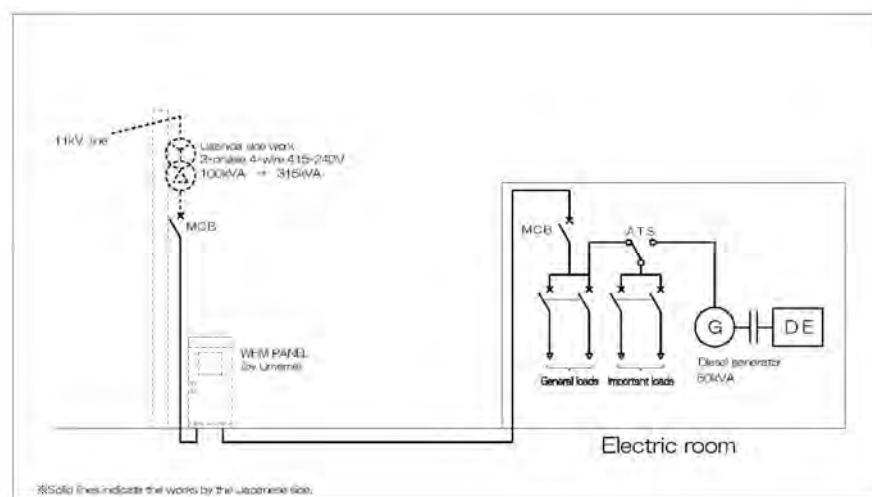 11kV line
Uganda side work
3-phase 4-wire 415-240V
100kVA → 315kVA
MCB
MCB
ATS
WHM PANEL
(by Umeme)
G
DE
Diesel generator
General loads
Important loads
Electric room
※Solid lines indicate the works by the Japanese side.